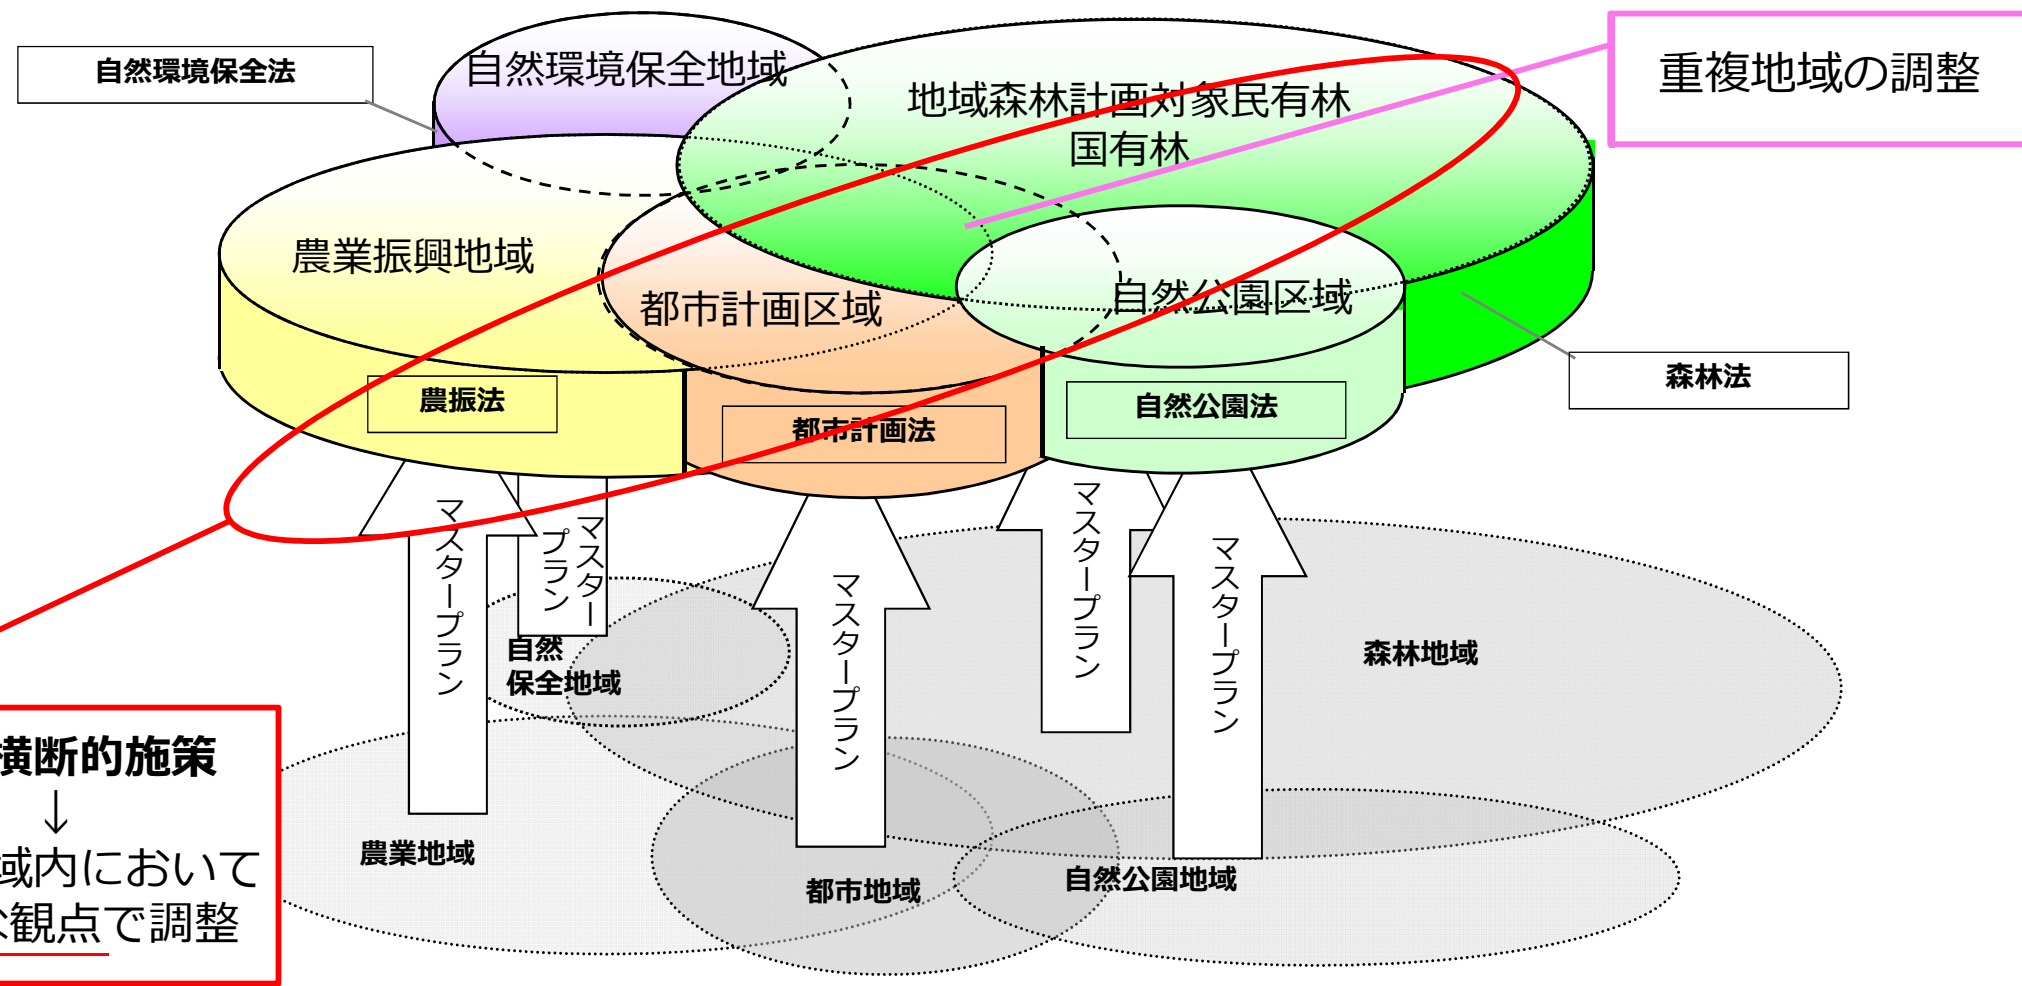 自然環境保全法
自然環境保全地域
地域森林計画対象民有林
国有林
重複地域の調整
農業振興地域
都市計画区域
自然公園区域
農振法
都市計画法
自然公園法
森林法
マスタープラン
マスター
プラン
マスタープラン
マスタープラン
マスタープラン
自然
保全地域
森林地域
農業地域
都市地域
自然公園地域
横断的施策
↓
域内において
な観点で調整